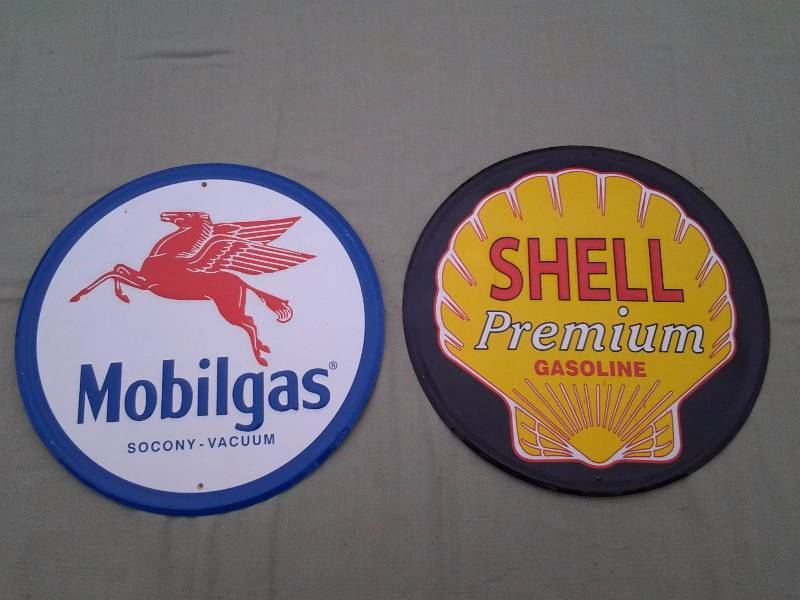 Mobilgas®
SOCONY-VACUUM
SHELL
Premium
GASOLINE